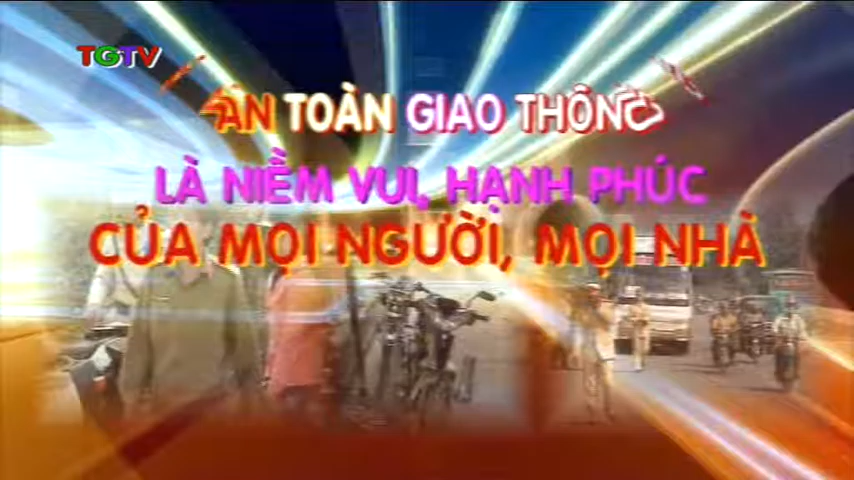 TGTV
AN TOÀN GIAO THÔNG
LÀ NIỀM VUI, HẠNH PHÚC
CỦA MỌI NGƯỜI, MỌI NHÀ